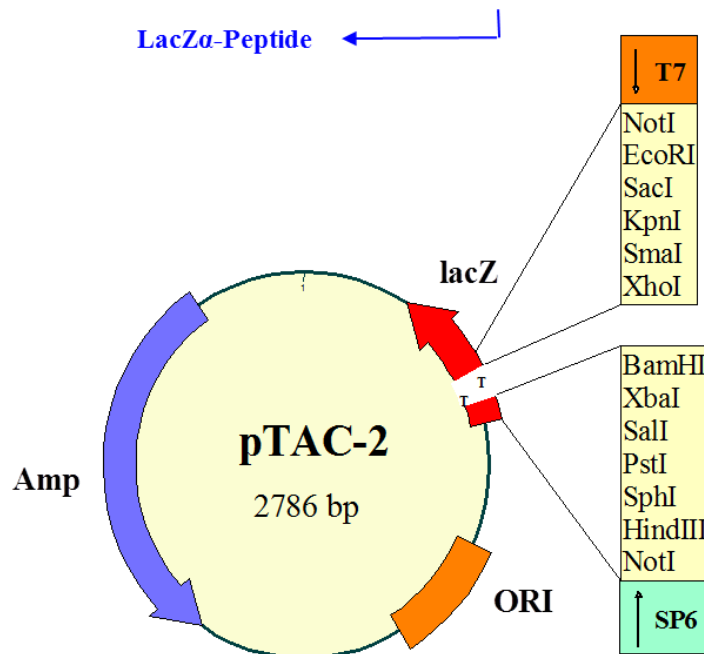 LacZα-Peptide
T7
NotI
EcoRI
SacI
KpnI
SmaI
XhoI
lacZ
1
T
T
BamHI
XbaI
SalI
PstI
SphI
HindIII
NotI
SP6
pTAC-2
2786 bp
Amp
ORI